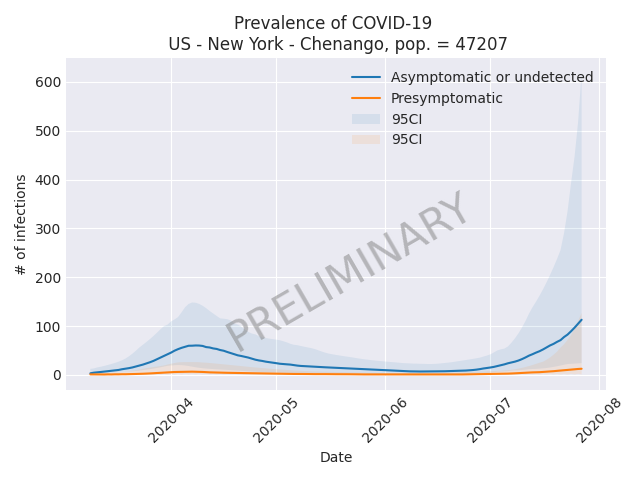 Prevalence of COVID-19
US - New York - Chenango, pop. = 47207
Asymptomatic or undetected
Presymptomatic
95CI
95CI
# of infections
600
500
400
300
200
100
0
PRELIMINARY
2020-04
2020-05
2020-06
2020-07
2020-08
Date